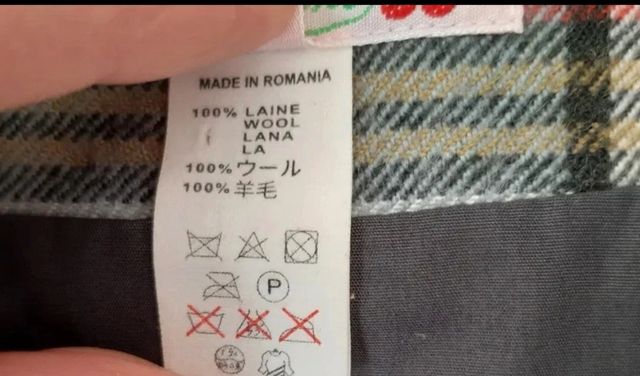 MADE IN ROMANIA
100% LAINE
WOOL
LANA
LA
100% ウール
100% 羊毛
P